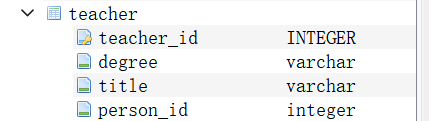 teacher
teacher_id INTEGER
degree varchar
title varchar
person_id integer